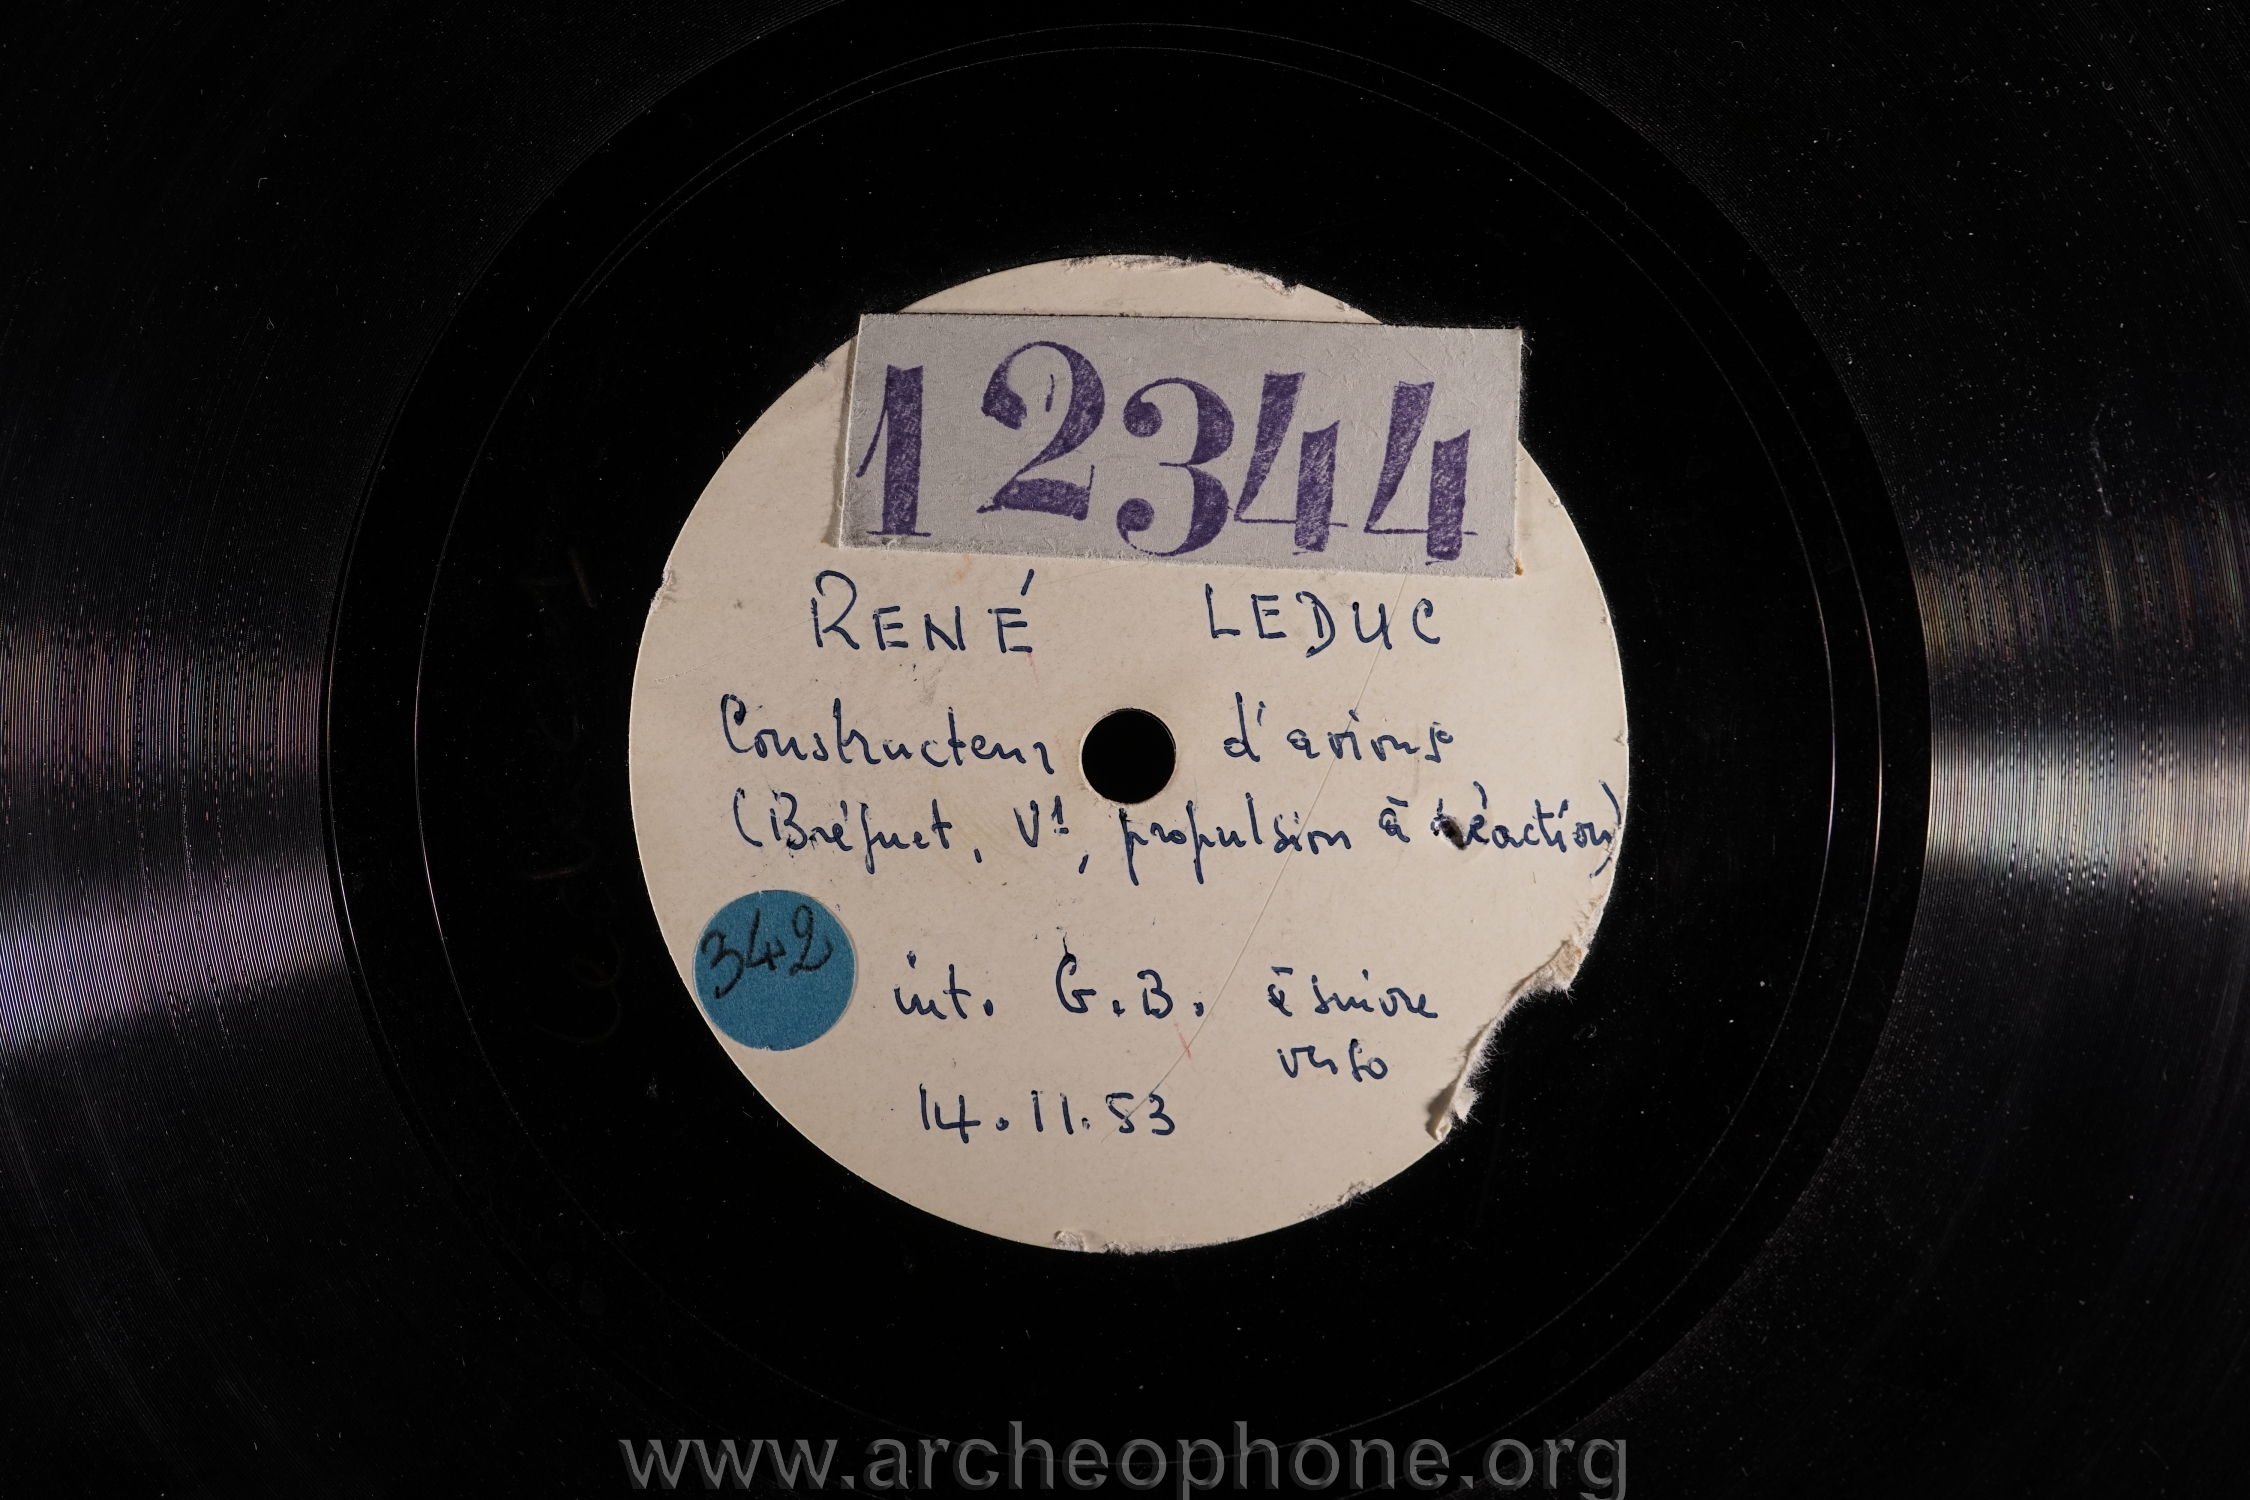 12344
RENÉ LEDUC
Constructeur d'avions
(Bréguet, V1, propulsion à réaction)
342
int. G.B. à suivre
verso
14.11.53
www.archeophone.org